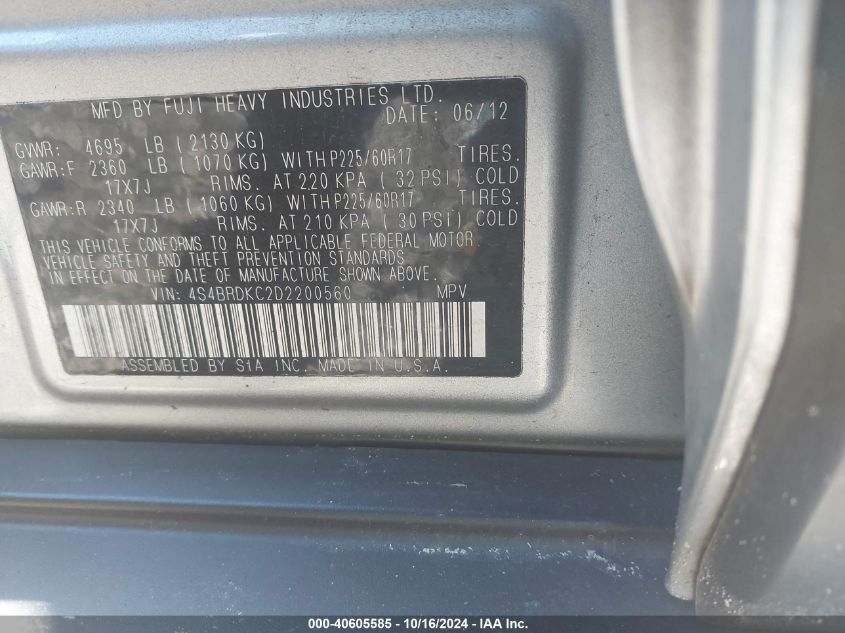 MFD BY FUJI HEAVY INDUSTRIES LTD.
DATE: 06/12
GVWR: 4695 LB (2130 KG)
GAWR:F 2360 LB (1070 KG) WITH P225/60R17 TIRES.
17X7J RIMS. AT 220 KPA (32 PSI) COLD
GAWR:R 2340 LB (1060 KG) WITH P225/60R17 TIRES.
17X7J RIMS. AT 210 KPA (30 PSI) COLD
THIS VEHICLE CONFORMS TO ALL APPLICABLE FEDERAL MOTOR
VEHICLE SAFETY AND THEFT PREVENTION STANDARDS
IN EFFECT ON THE DATE OF MANUFACTURE SHOWN ABOVE.
VIN: 4S4BRDKC2D2200560 MPV
ASSEMBLED BY SIA INC. MADE IN U.S.A.
000-40605585 - 10/16/2024 - IAA Inc.